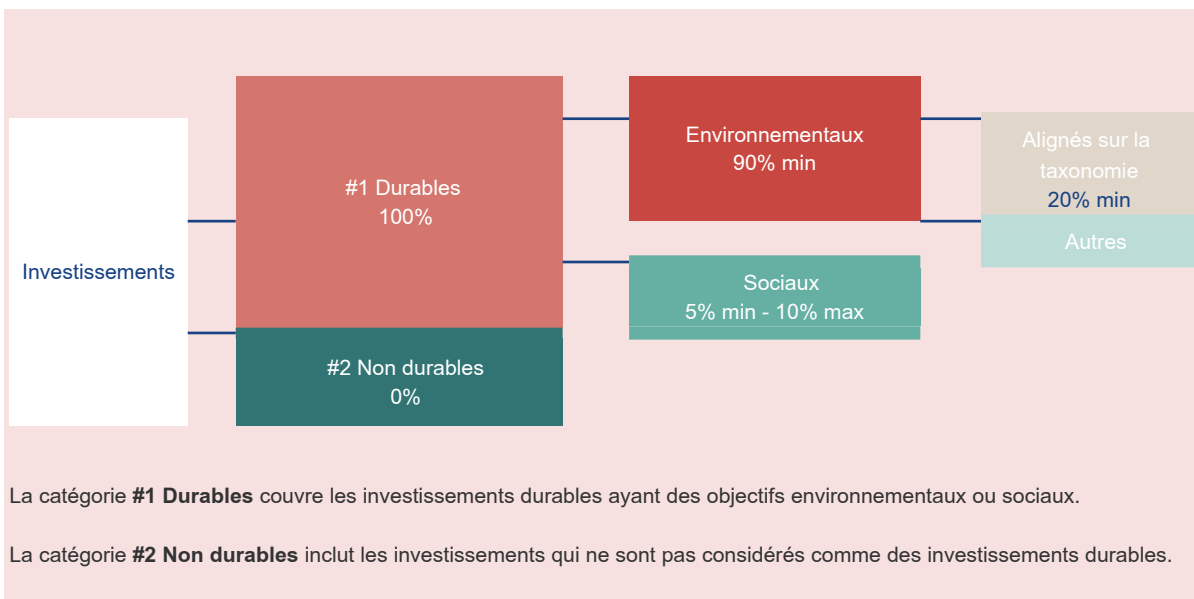 Investissements
#1 Durables
100%
#2 Non durables
0%
Environnementaux
90% min
Sociaux
5% min - 10% max
Alignés sur la
taxonomie
20% min
Autres
La catégorie #1 Durables couvre les investissements durables ayant des objectifs environnementaux ou sociaux.
La catégorie #2 Non durables inclut les investissements qui ne sont pas considérés comme des investissements durables.